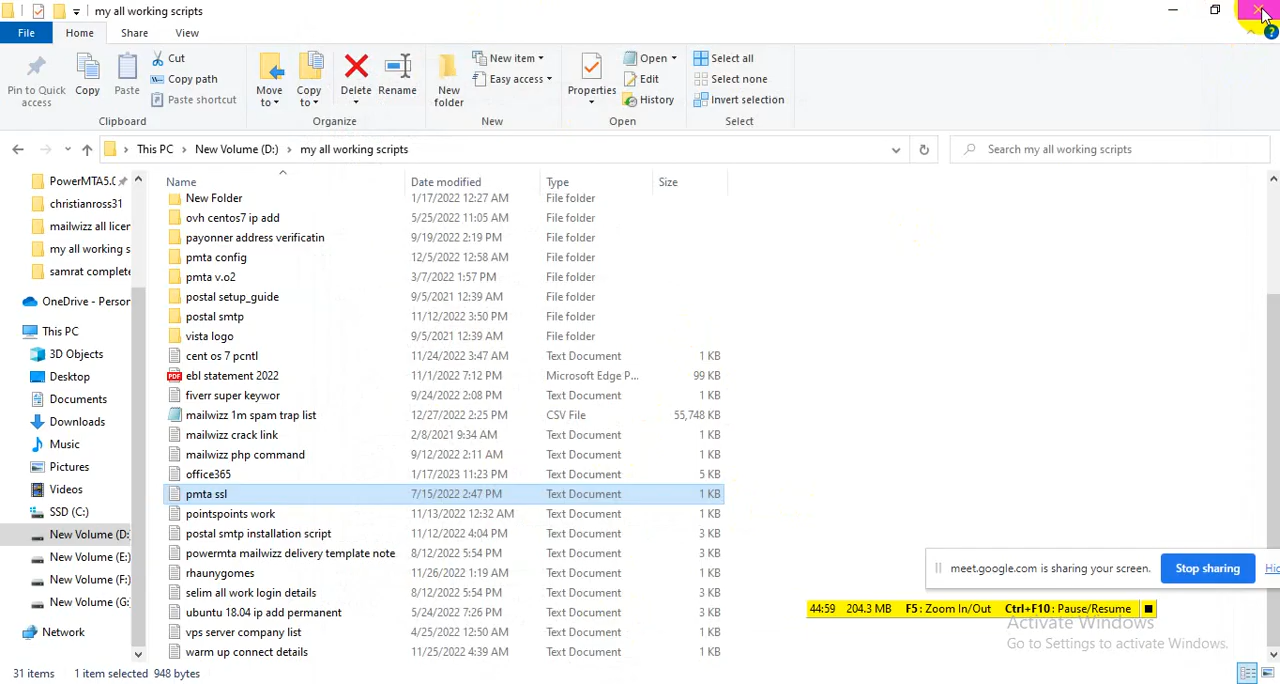 my all working scripts
File Home Share View
Pin to Quick access
Copy
Paste
Cut
Copy path
Paste shortcut
Clipboard
Move to
Copy to
Delete
Rename
Organize
New folder
New item
Easy access
New
Properties
Open
Edit
History
Open
Select all
Select none
Invert selection
Select
This PC > New Volume (D:) > my all working scripts
Search my all working scripts
PowerMTA5.0
christianross31
mailwizz all licen
my all working s
samrat complete
OneDrive - Person
This PC
3D Objects
Desktop
Documents
Downloads
Music
Pictures
Videos
SSD (C:)
New Volume (D:
New Volume (E:)
New Volume (F:)
New Volume (G:
Network
Name Date modified Type Size
New Folder 1/17/2022 12:27 AM File folder
ovh centos7 ip add 5/25/2022 11:05 AM File folder
payonner address verificatin 9/19/2022 2:19 PM File folder
pmta config 12/5/2022 12:58 AM File folder
pmta v.o2 3/7/2022 1:57 PM File folder
postal setup_guide 9/5/2021 12:39 AM File folder
postal smtp 11/12/2022 3:50 PM File folder
vista logo 9/5/2021 12:39 AM File folder
cent os 7 pcntl 11/24/2022 3:47 AM Text Document 1 KB
PDF ebl statement 2022 11/1/2022 7:12 PM Microsoft Edge P... 99 KB
fiverr super keywor 9/24/2022 2:08 PM Text Document 1 KB
mailwizz 1m spam trap list 12/27/2022 2:25 PM CSV File 55,748 KB
mailwizz crack link 2/8/2021 9:34 AM Text Document 1 KB
mailwizz php command 9/12/2022 2:11 AM Text Document 1 KB
office365 1/17/2023 11:23 PM Text Document 5 KB
pmta ssl 7/15/2022 2:47 PM Text Document 1 KB
pointspoints work 11/13/2022 12:32 AM Text Document 1 KB
postal smtp installation script 11/12/2022 4:04 PM Text Document 3 KB
powermta mailwizz delivery template note 8/12/2022 5:54 PM Text Document 3 KB
rhaunygomes 11/26/2022 1:19 AM Text Document 3 KB
selim all work login details 8/12/2022 5:54 PM Text Document 3 KB
ubuntu 18.04 ip add permanent 5/24/2022 7:26 PM Text Document 3 KB
vps server company list 4/25/2022 12:50 AM Text Document 1 KB
warm up connect details 11/25/2022 4:39 AM Text Document 1 KB
meet.google.com is sharing your screen. Stop sharing Hid
44:59 204.3 MB F5: Zoom In/Out Ctrl+F10: Pause/Resume
Activate Windows
Go to Settings to activate Windows.
31 items 1 item selected 948 bytes